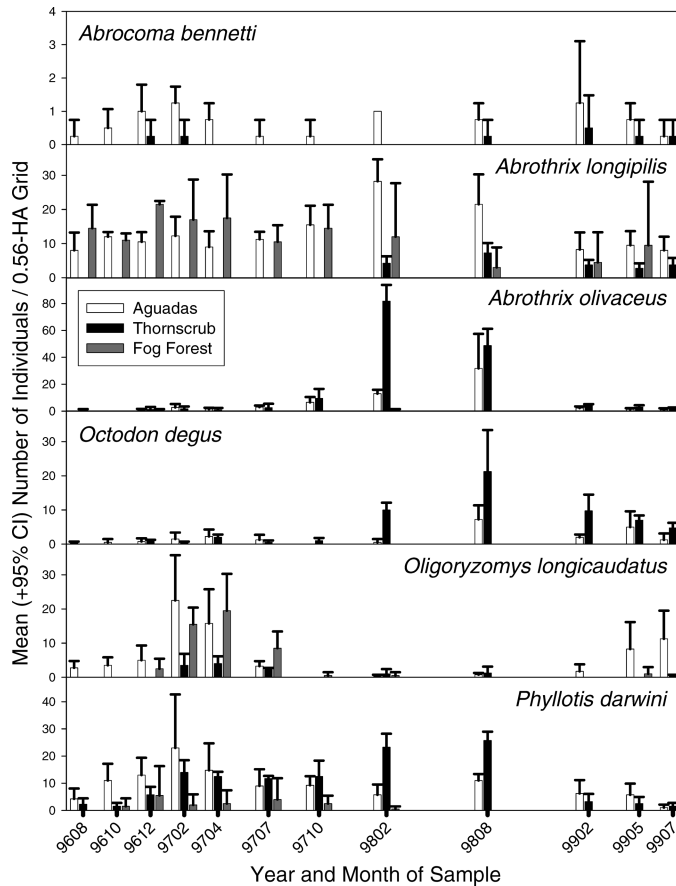 Mean (+95% CI) Number of Individuals / 0.56-HA Grid
Abrocoma bennetti
4
3
2
1
0
Abrothrix longipilis
30
20
10
0
Abrothrix olivaceus
Aguadas
Thornscrub
Fog Forest
80
60
40
20
0
Octodon degus
30
20
10
0
Oligoryzomys longicaudatus
30
20
10
0
Phyllotis darwini
40
30
20
10
0
9608 9610 9612 9702 9704 9707 9710 9802 9808 9902 9905 9907
Year and Month of Sample